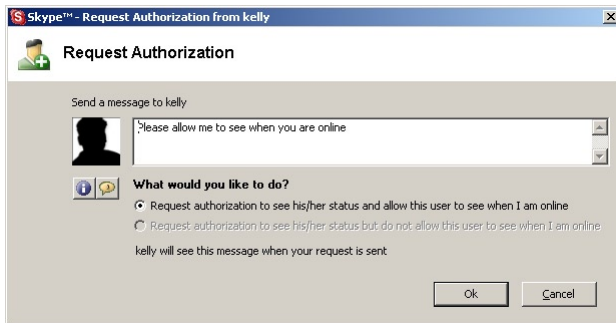 Skype™ - Request Authorization from kelly
Request Authorization
Send a message to kelly
Please allow me to see when you are online
What would you like to do?
Request authorization to see his/her status and allow this user to see when I am online
Request authorization to see his/her status but do not allow this user to see when I am online
kelly will see this message when your request is sent
Ok
Cancel